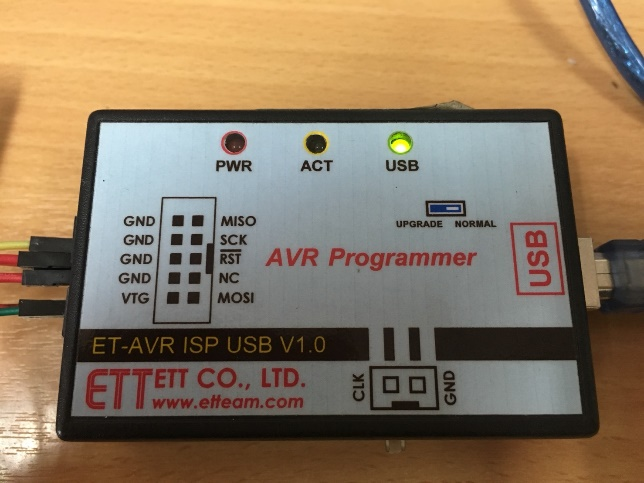 PWR ACT USB
UPGRADE NORMAL
GND MISO
GND SCK
GND RST
GND NC
VTG MOSI
AVR Programmer
USB
ET-AVR ISP USB V1.0
ETT ETT CO., LTD.
www.etteam.com
CLK GND